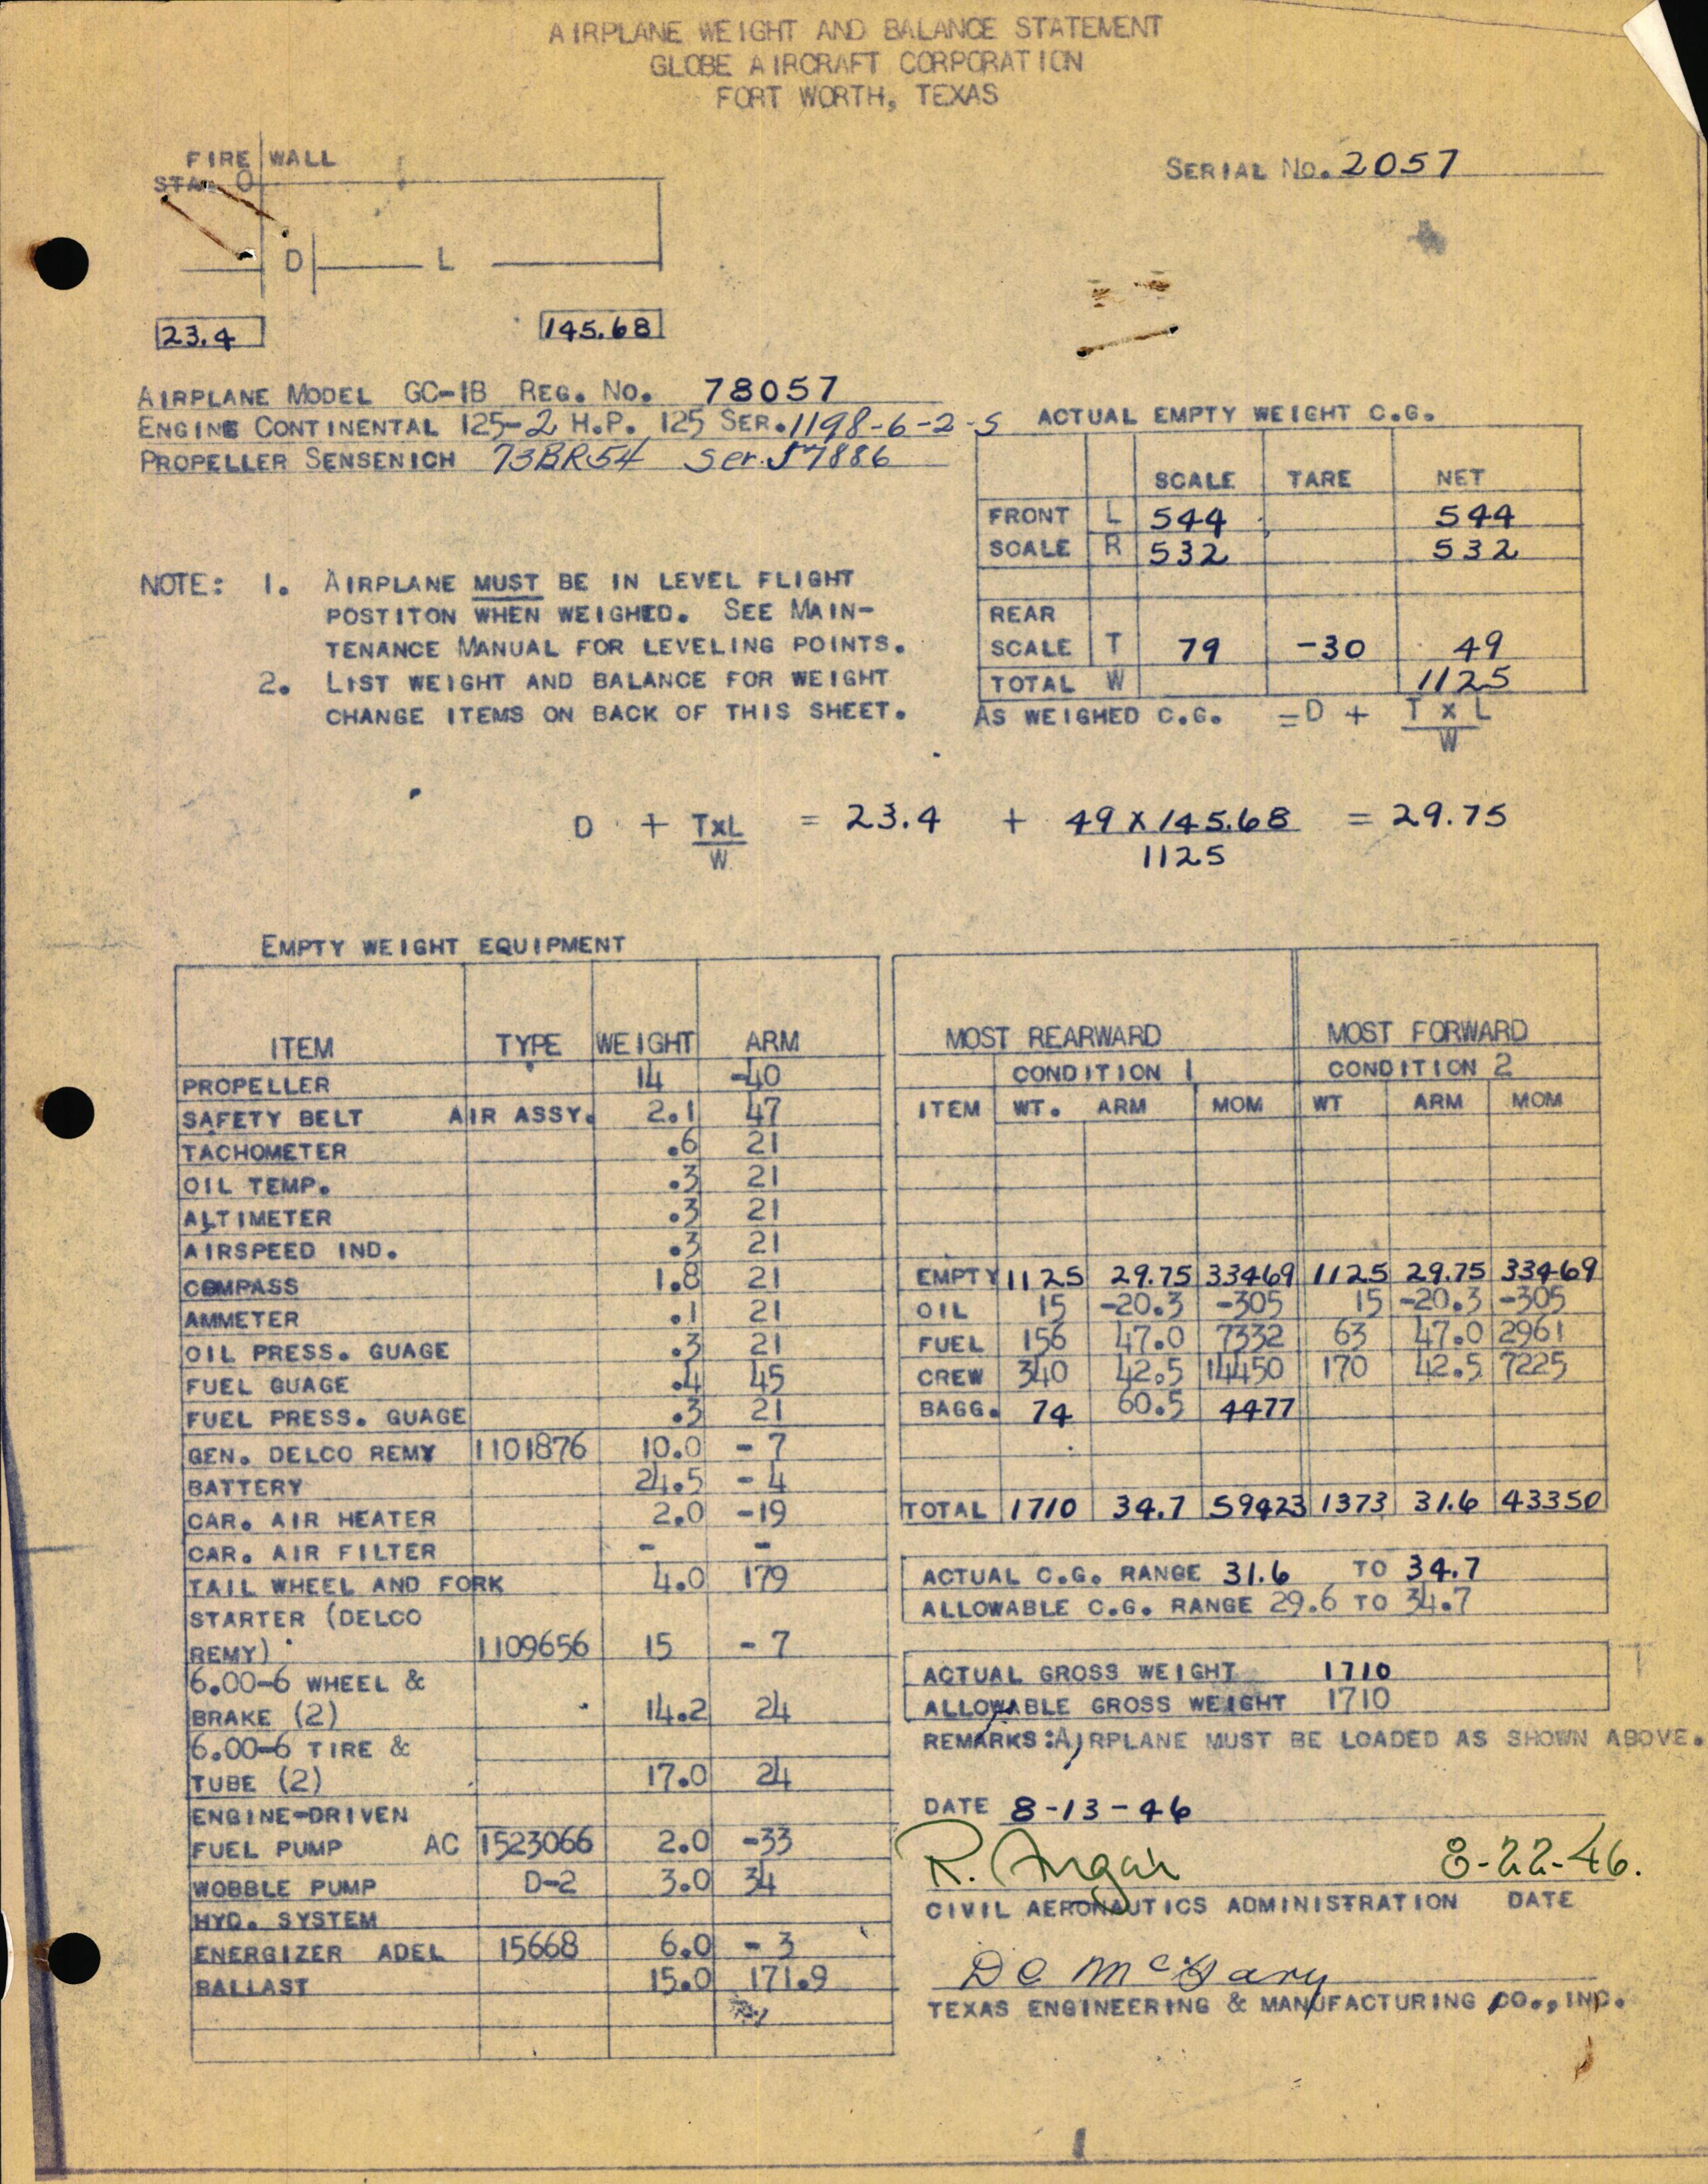 AIRPLANE WEIGHT AND BALANCE STATEMENT
GLOBE AIRCRAFT CORPORATION
FORT WORTH, TEXAS
FIRE WALL
STA. O
SERIAL No. 2057
D L
23.4 145.68
AIRPLANE MODEL GC-1B REG. No. 78057
ENGINE CONTINENTAL 125-2 H.P. 125 SER. 1198-6-2-5
PROPELLER SENSENICH 73BR54 Ser. 57886
ACTUAL EMPTY WEIGHT C.G.
SCALE TARE NET
FRONT L 544 544
SCALE R 532 532
REAR
SCALE T 79 -30 49
TOTAL W 1125
AS WEIGHED C.G. = D + T x L
W
NOTE: 1. AIRPLANE MUST BE IN LEVEL FLIGHT
POSTITON WHEN WEIGHED. SEE MAIN-
TENANCE MANUAL FOR LEVELING POINTS.
2. LIST WEIGHT AND BALANCE FOR WEIGHT
CHANGE ITEMS ON BACK OF THIS SHEET.
D + TxL = 23.4 + 49 X 145.68 = 29.75
W 1125
EMPTY WEIGHT EQUIPMENT
ITEM TYPE WEIGHT ARM
PROPELLER 14 -40
SAFETY BELT AIR ASSY. 2.1 47
TACHOMETER .6 21
OIL TEMP. .3 21
ALTIMETER .3 21
AIRSPEED IND. .3 21
COMPASS 1.8 21
AMMETER .1 21
OIL PRESS. GUAGE .3 21
FUEL GUAGE .4 45
FUEL PRESS. GUAGE .3 21
GEN. DELCO REMY 1101876 10.0 - 7
BATTERY 24.5 - 4
CAR. AIR HEATER 2.0 -19
CAR. AIR FILTER - -
TAIL WHEEL AND FORK 4.0 179
STARTER (DELCO
REMY) 1109656 15 - 7
6.00-6 WHEEL &
BRAKE (2) 14.2 24
6.00-6 TIRE &
TUBE (2) 17.0 24
ENGINE-DRIVEN
FUEL PUMP AC 1523066 2.0 -33
WOBBLE PUMP D-2 3.0 34
HYD. SYSTEM
ENERGIZER ADEL 15668 6.0 - 3
BALLAST 15.0 171.9
MOST REARWARD MOST FORWARD
CONDITION 1 CONDITION 2
ITEM WT. ARM MOM WT ARM MOM
EMPTY 1125 29.75 33469 1125 29.75 33469
OIL 15 -20.3 -305 15 -20.3 -305
FUEL 156 47.0 7332 63 47.0 2961
CREW 340 42.5 14450 170 42.5 7225
BAGG. 74 60.5 4477
TOTAL 1710 34.7 59423 1373 31.6 43350
ACTUAL C.G. RANGE 31.6 TO 34.7
ALLOWABLE C.G. RANGE 29.6 TO 34.7
ACTUAL GROSS WEIGHT 1710
ALLOWABLE GROSS WEIGHT 1710
REMARKS: AIRPLANE MUST BE LOADED AS SHOWN ABOVE.
DATE 8-13-46
R. 8-22-46.
CIVIL AERONAUTICS ADMINISTRATION DATE
TEXAS ENGINEERING & MANUFACTURING CO., INC.